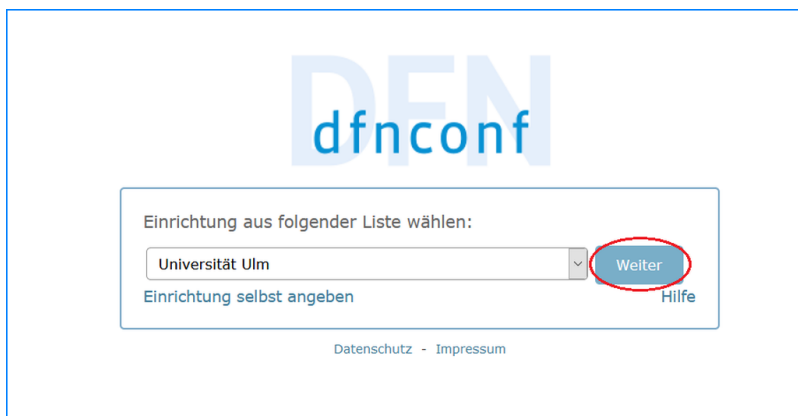 DFN
dfnconf
Einrichtung aus folgender Liste wählen:
Universität Ulm
Weiter
Einrichtung selbst angeben
Hilfe
Datenschutz - Impressum